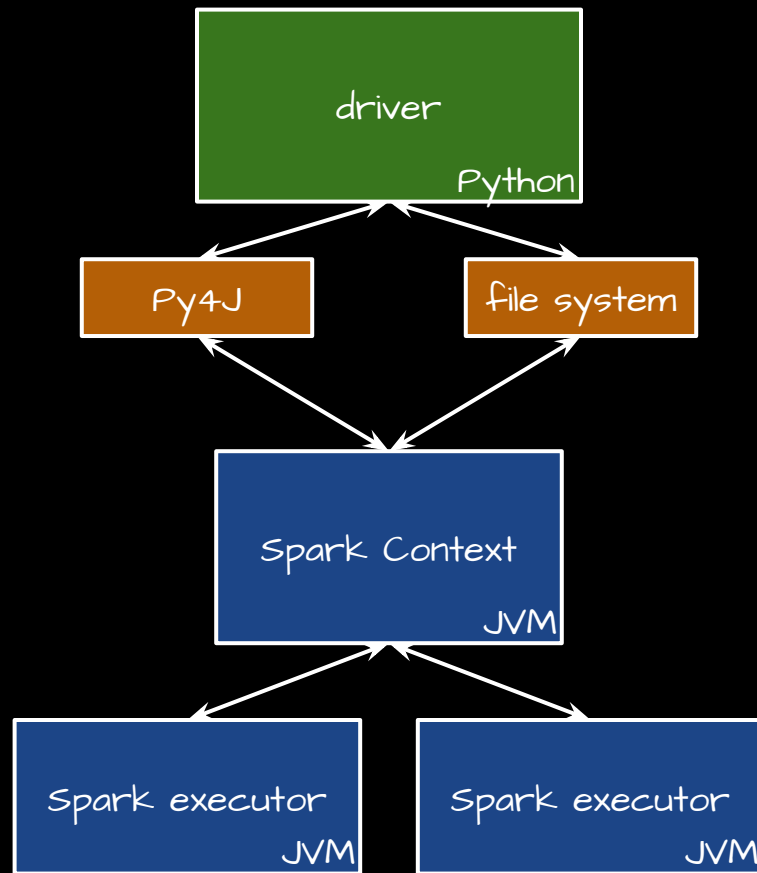 driver
Python
Py4J
file system
Spark Context
JVM
Spark executor
JVM
Spark executor
JVM